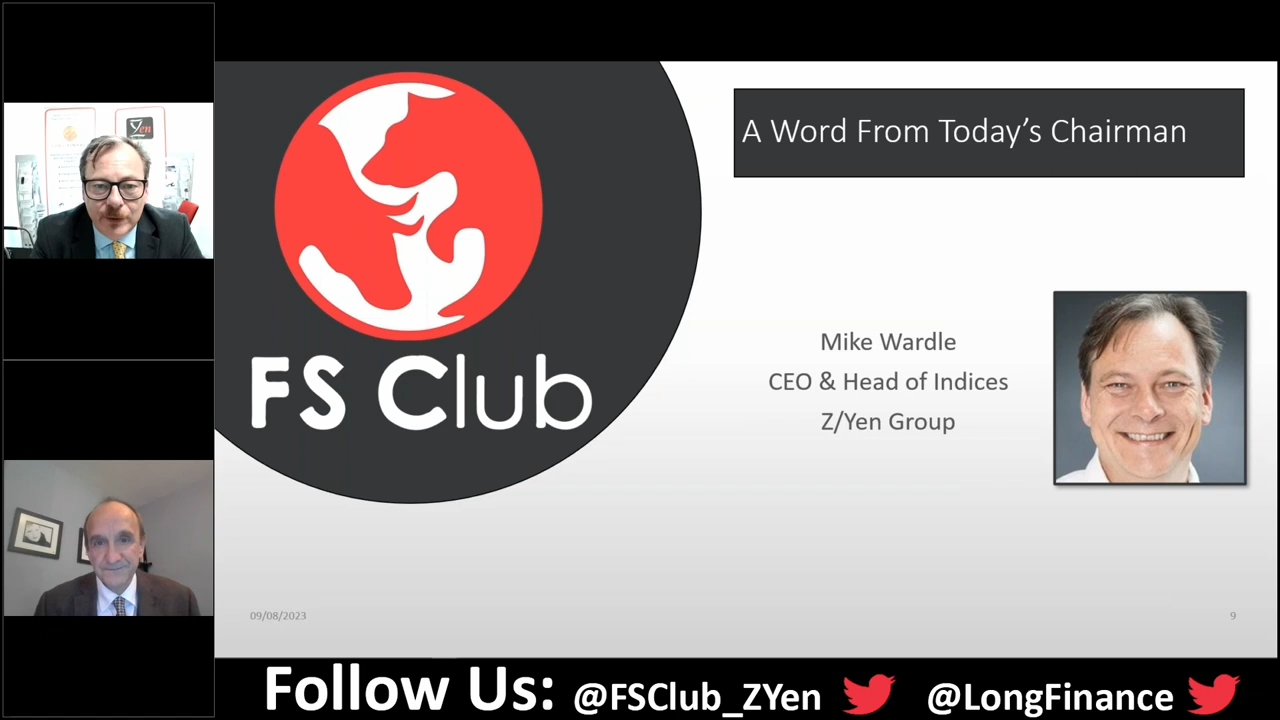 Yen
FS Club
A Word From Today’s Chairman
Mike Wardle
CEO & Head of Indices
Z/Yen Group
09/08/2023
9
Follow Us: @FSClub_ZYen @LongFinance